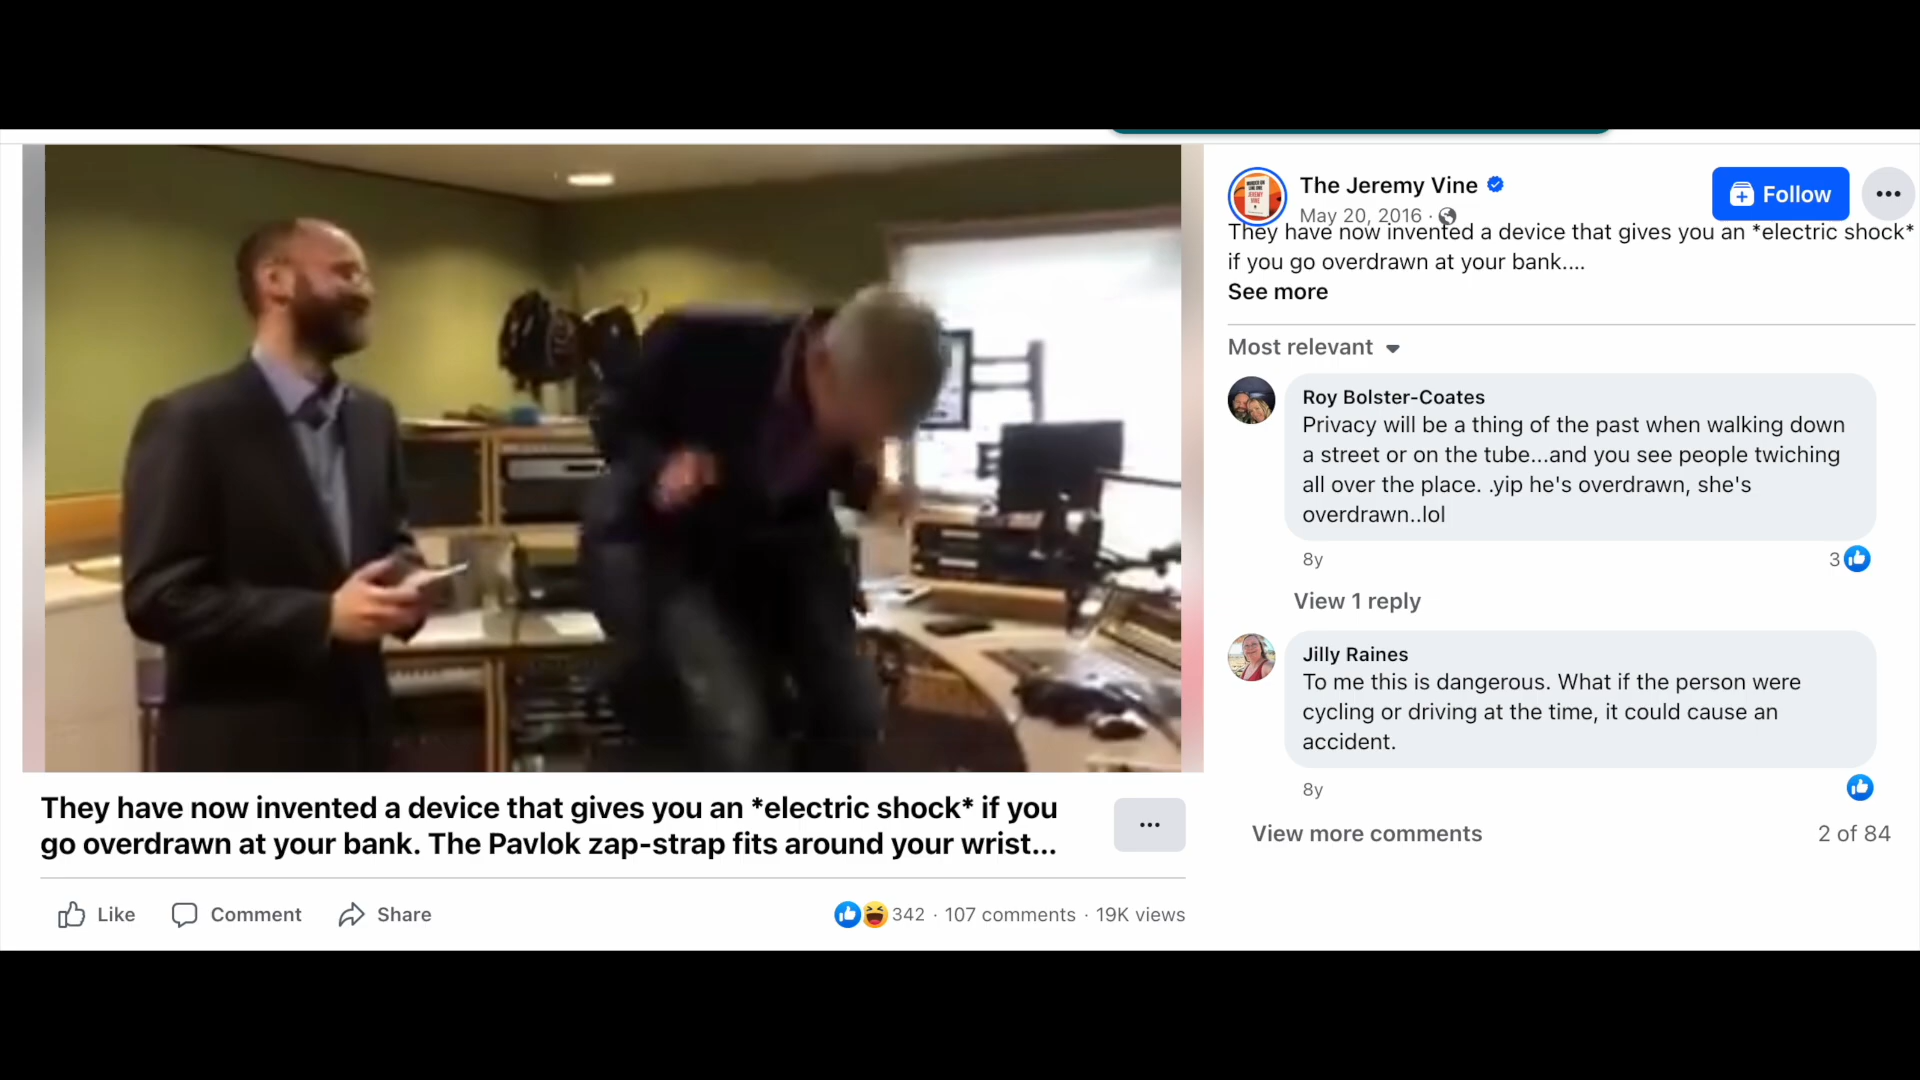 The Jeremy Vine
May 20, 2016 ·
Follow
They have now invented a device that gives you an *electric shock*
if you go overdrawn at your bank....
See more
Most relevant
Roy Bolster-Coates
Privacy will be a thing of the past when walking down
a street or on the tube...and you see people twiching
all over the place. .yip he's overdrawn, she's
overdrawn..lol
8y
3
View 1 reply
Jilly Raines
To me this is dangerous. What if the person were
cycling or driving at the time, it could cause an
accident.
8y
View more comments
2 of 84
They have now invented a device that gives you an *electric shock* if you
go overdrawn at your bank. The Pavlok zap-strap fits around your wrist...
Like
Comment
Share
342 · 107 comments · 19K views